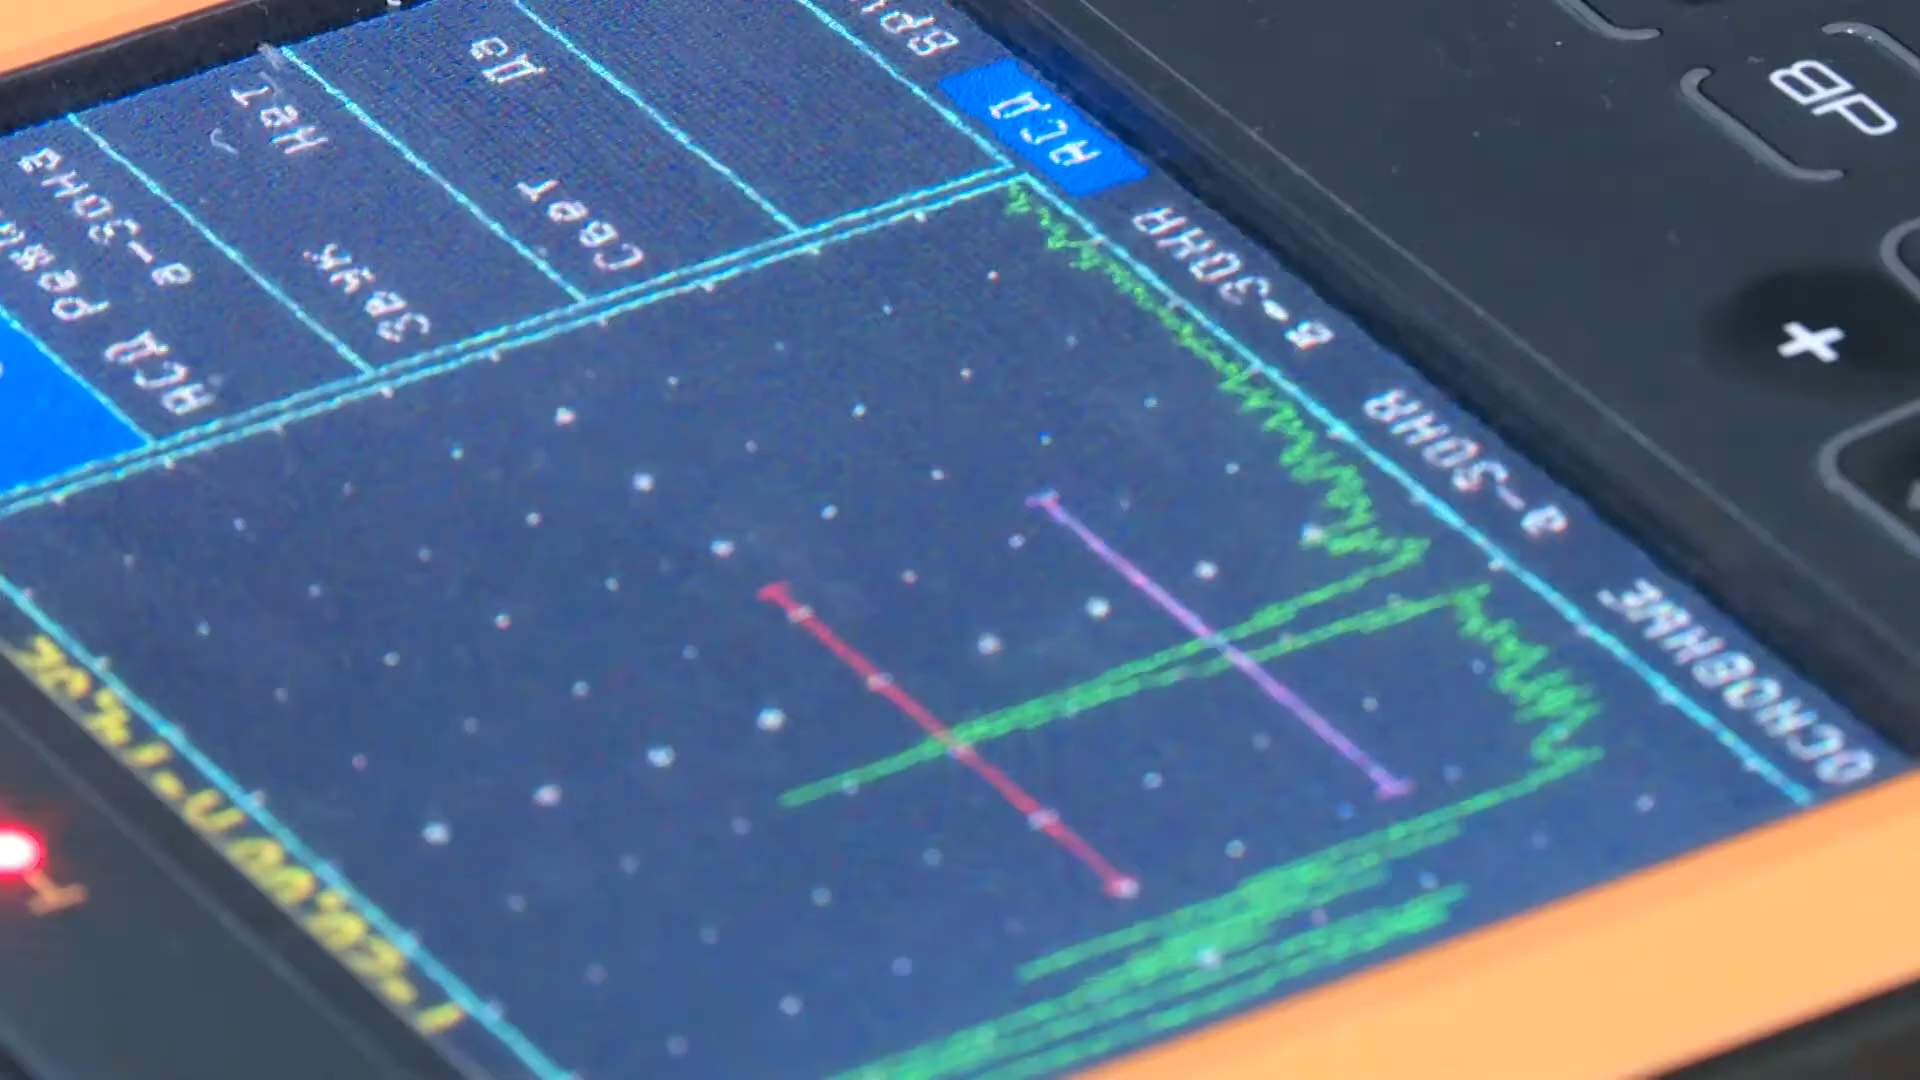 ОСНОВНЫЕ
а-ЗОНА
в-ЗОНА
АСД
АСД режим
а-зона
Звук
Нет
Свет
Да
dB
+